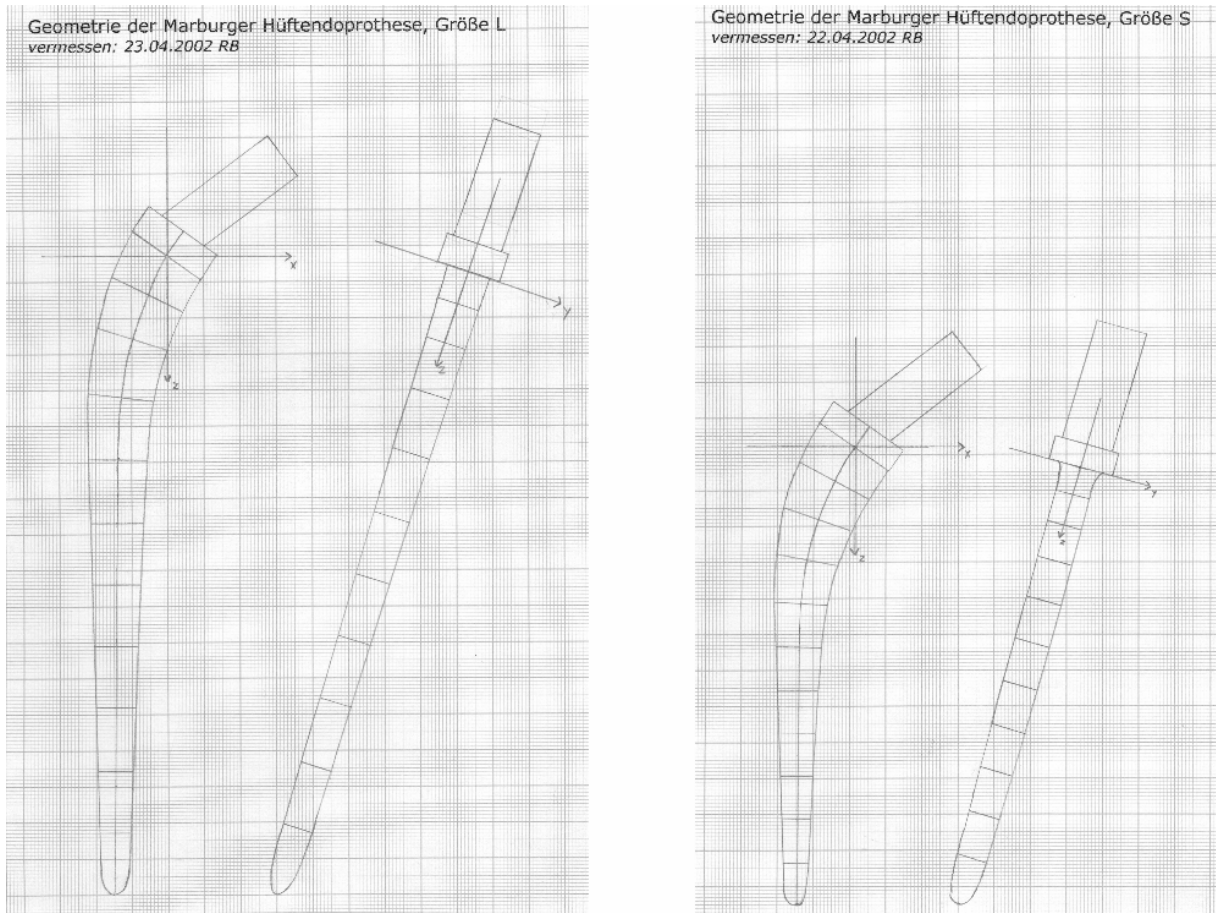 Geometrie der Marburger Hüftendoprothese, Größe L
vermessen: 23.04.2002 RB
x
z
y
z
Geometrie der Marburger Hüftendoprothese, Größe S
vermessen: 22.04.2002 RB
x
z
y
z